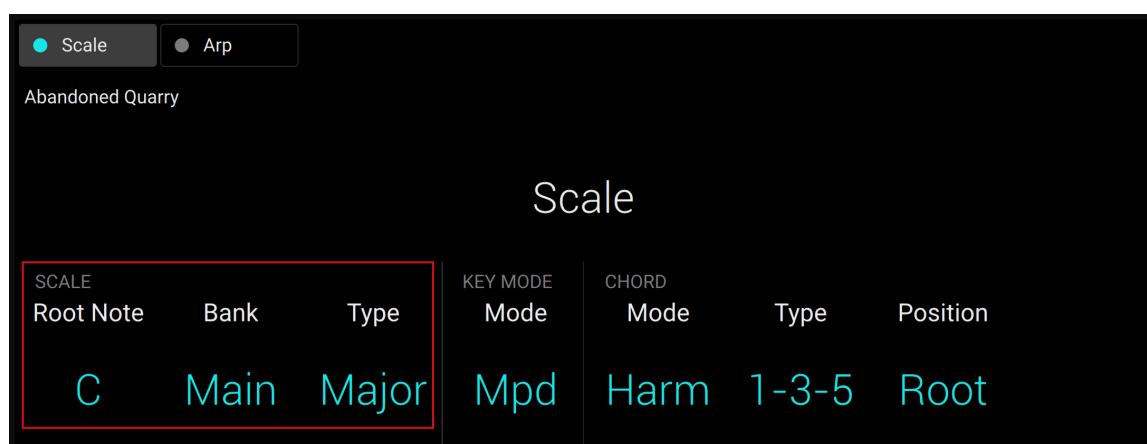 Scale Arp
Abandoned Quarry
Scale
SCALE KEY MODE CHORD
Root Note Bank Type Mode Mode Type Position
C Main Major Mpd Harm 1-3-5 Root